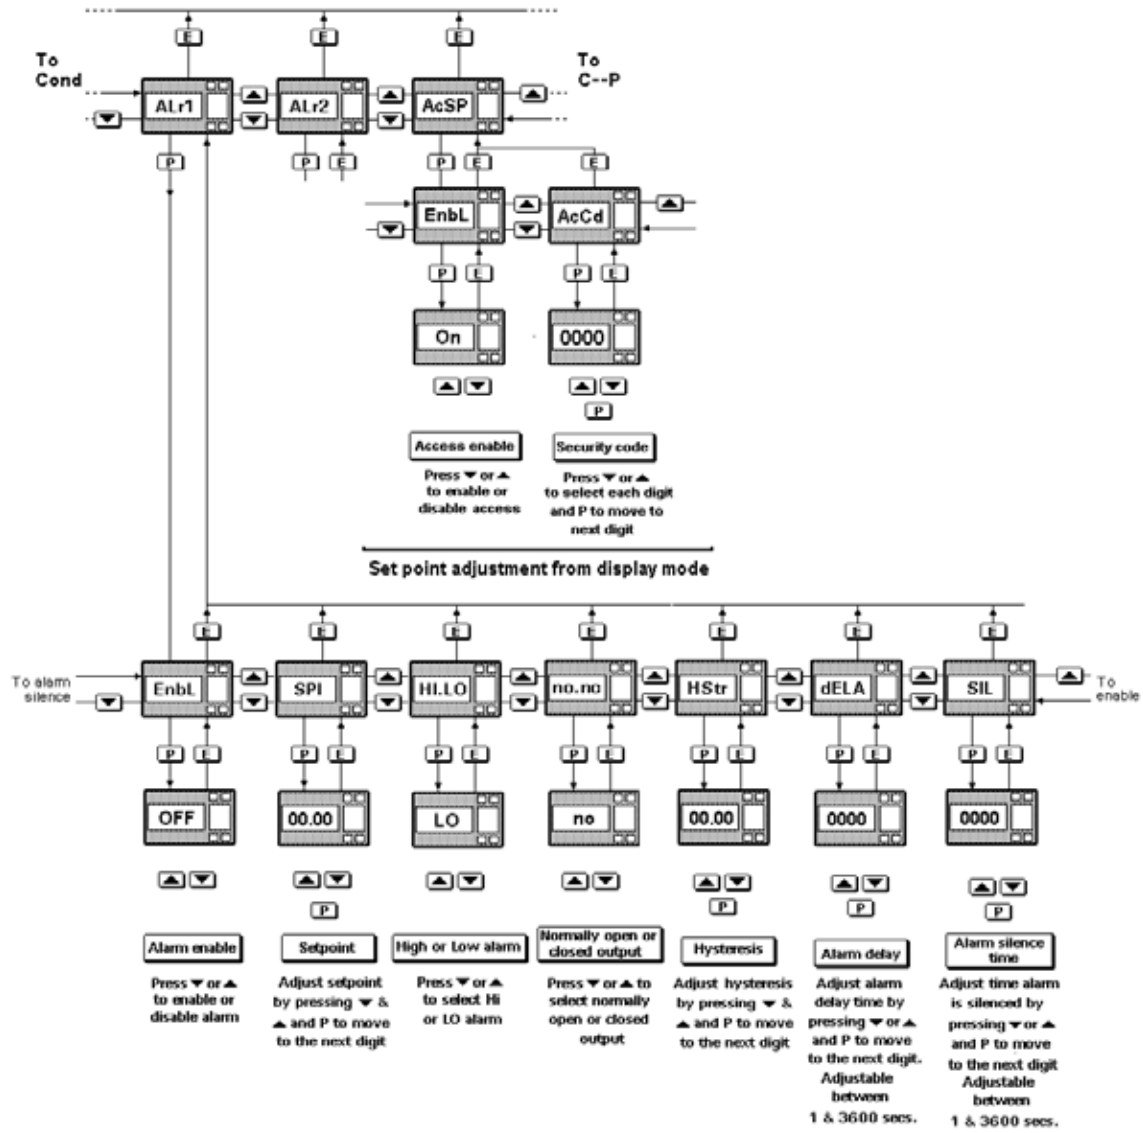 E E E
To
Cond
To
C--P
ALr1 ALr2 AcSP
P P E P E E
EnbL AcCd
P E P E
On 0000
P
Access enable
Press ▼ or ▲
to enable or
disable access
Security code
Press ▼ or ▲
to select each digit
and P to move to
next digit
Set point adjustment from display mode
E E E E E E E
To alarm
silence
EnbL SPI HI.LO no.nc HStr dELA SIL
To
enable
P E P E P E P E P E P E P E
OFF 00.00 LO no 00.00 0000 0000
P P P P
Alarm enable
Press ▼ or ▲
to enable or
disable alarm
Setpoint
Adjust setpoint
by pressing ▼ &
▲ and P to move
to the next digit
High or Low alarm
Press ▼ or ▲
to select Hi
or LO alarm
Normally open or
closed output
Press ▼ or ▲ to
select normally
open or closed
output
Hysteresis
Adjust hysteresis
by pressing ▼ &
▲ and P to move
to the next digit
Alarm delay
Adjust alarm
delay time by
pressing ▼ or ▲
and P to move
to the next digit.
Adjustable
between
1 & 3600 secs.
Alarm silence
time
Adjust time alarm
is silenced by
pressing ▼ or ▲
and P to move
to the next digit
Adjustable
between
1 & 3600 secs.